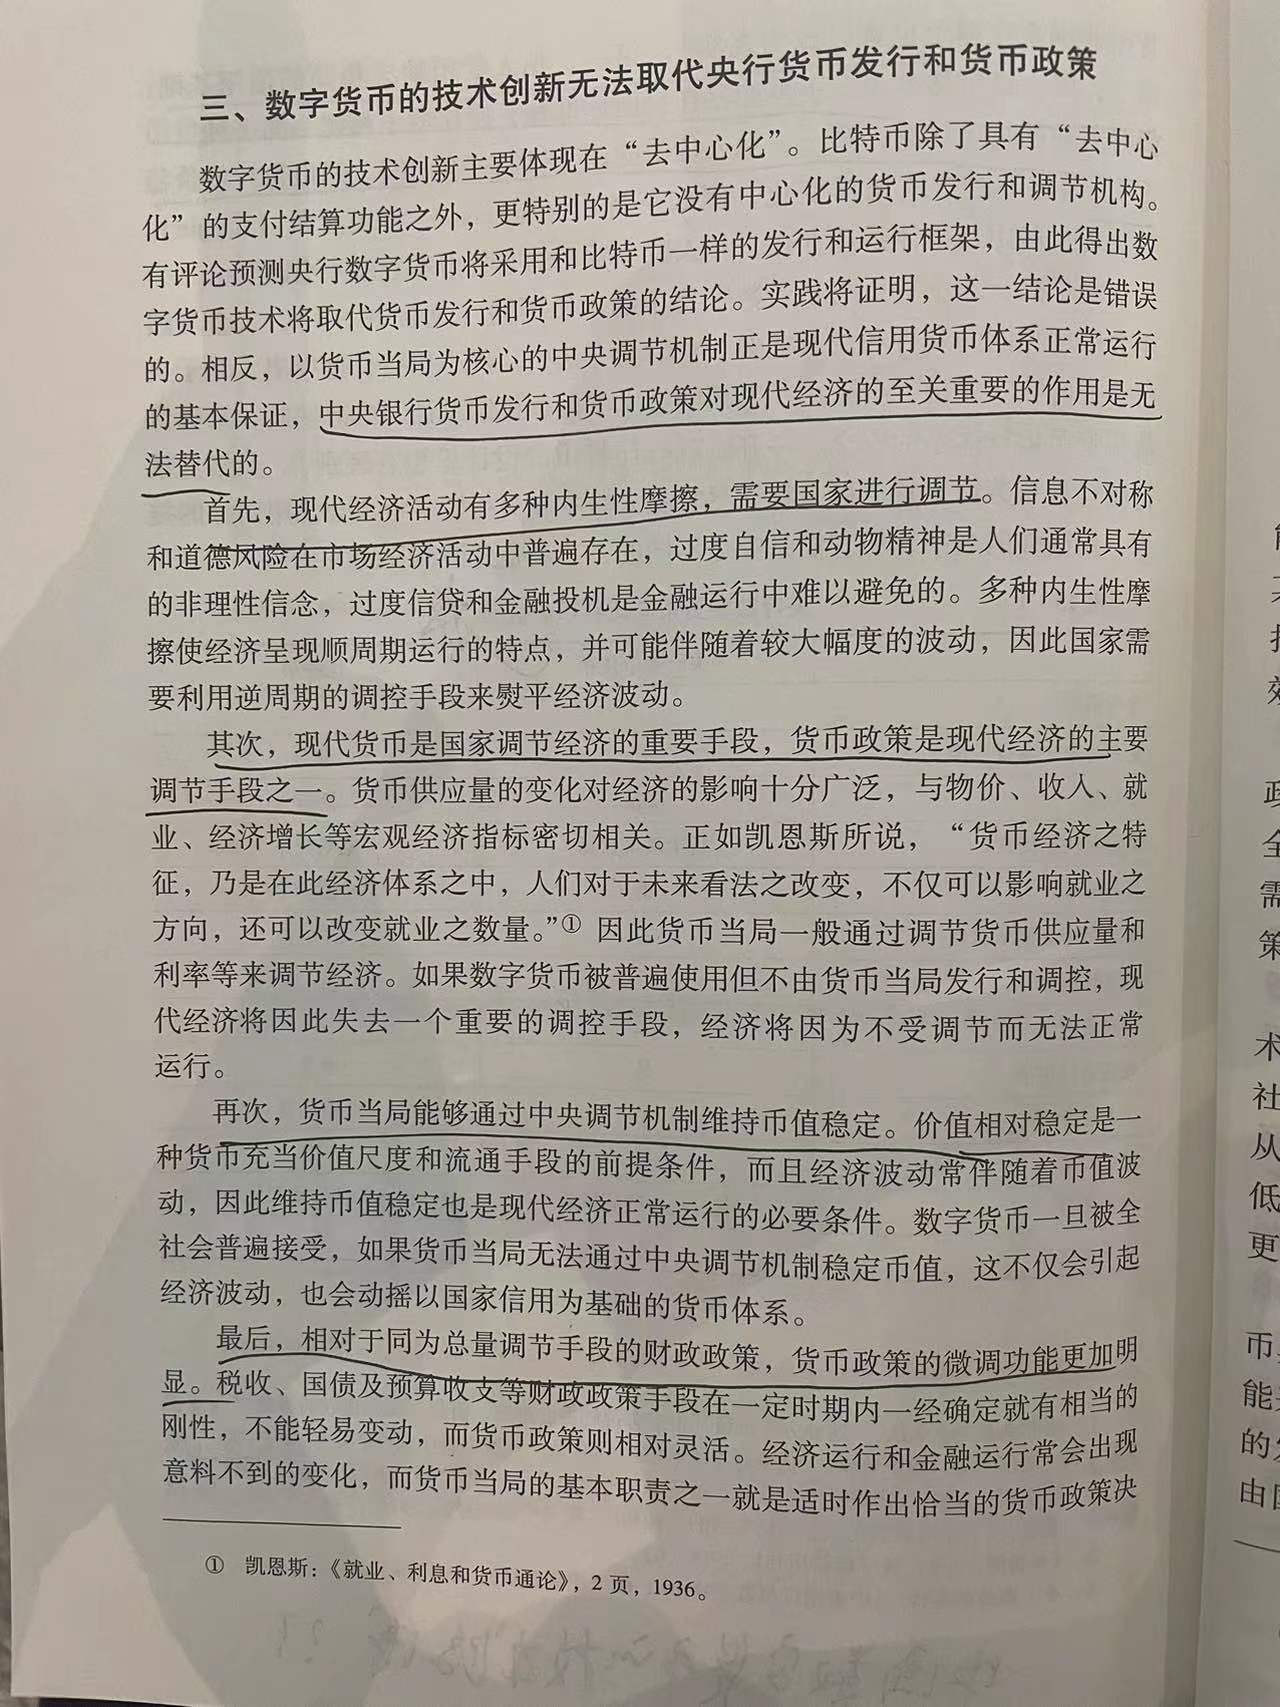 三、数字货币的技术创新无法取代央行货币发行和货币政策
数字货币的技术创新主要体现在“去中心化”。比特币除了具有“去中心
化”的支付结算功能之外，更特别的是它没有中心化的货币发行和调节机构。
有评论预测央行数字货币将采用和比特币一样的发行和运行框架，由此得出数
字货币技术将取代货币发行和货币政策的结论。实践将证明，这一结论是错误
的。相反，以货币当局为核心的中央调节机制正是现代信用货币体系正常运行
的基本保证，中央银行货币发行和货币政策对现代经济的至关重要的作用是无
法替代的。
首先，现代经济活动有多种内生性摩擦，需要国家进行调节。信息不对称
和道德风险在市场经济活动中普遍存在，过度自信和动物精神是人们通常具有
的非理性信念，过度信贷和金融投机是金融运行中难以避免的。多种内生性摩
擦使经济呈现顺周期运行的特点，并可能伴随着较大幅度的波动，因此国家需
要利用逆周期的调控手段来熨平经济波动。
其次，现代货币是国家调节经济的重要手段，货币政策是现代经济的主要
调节手段之一。货币供应量的变化对经济的影响十分广泛，与物价、收入、就
业、经济增长等宏观经济指标密切相关。正如凯恩斯所说，“货币经济之特
征，乃是在此经济体系之中，人们对于未来看法之改变，不仅可以影响就业之
方向，还可以改变就业之数量。”① 因此货币当局一般通过调节货币供应量和
利率等来调节经济。如果数字货币被普遍使用但不由货币当局发行和调控，现
代经济将因此失去一个重要的调控手段，经济将因为不受调节而无法正常
运行。
再次，货币当局能够通过中央调节机制维持币值稳定。价值相对稳定是一
种货币充当价值尺度和流通手段的前提条件，而且经济波动常伴随着币值波
动，因此维持币值稳定也是现代经济正常运行的必要条件。数字货币一旦被全
社会普遍接受，如果货币当局无法通过中央调节机制稳定币值，这不仅会引起
经济波动，也会动摇以国家信用为基础的货币体系。
最后，相对于同为总量调节手段的财政政策，货币政策的微调功能更加明
显。税收、国债及预算收支等财政政策手段在一定时期内一经确定就有相当的
刚性，不能轻易变动，而货币政策则相对灵活。经济运行和金融运行常会出现
意料不到的变化，而货币当局的基本职责之一就是适时作出恰当的货币政策决
① 凯恩斯：《就业、利息和货币通论》，2 页，1936。
效
全
需
策
术
社
从
低
更
币
能
的
由